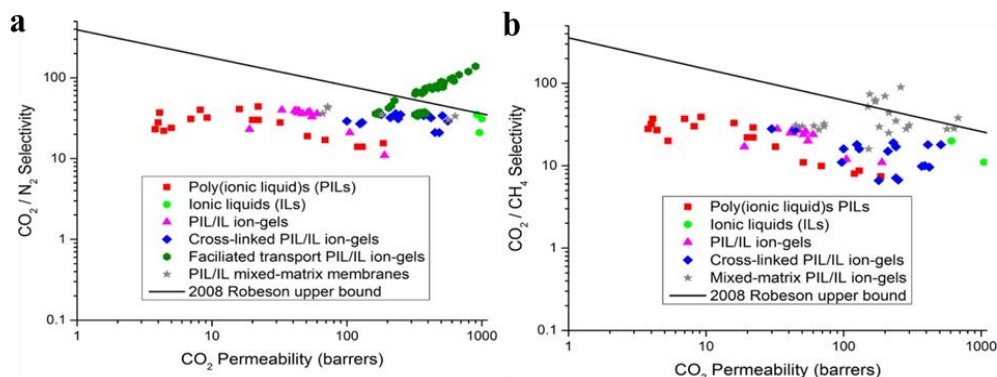 a
CO2 / N2 Selectivity
100
10
1
0.1
Poly(ionic liquid)s (PILs)
Ionic liquids (ILs)
PIL/IL ion-gels
Cross-linked PIL/IL ion-gels
Faciliated transport PIL/IL ion-gels
PIL/IL mixed-matrix membranes
2008 Robeson upper bound
1 10 100 1000
CO2 Permeability (barrers)
b
CO2 / CH4 Selectivity
100
10
1
0.1
Poly(ionic liquid)s PILs
Ionic liquids (ILs)
PIL/IL ion-gels
Cross-linked PIL/IL ion-gels
Mixed-matrix PIL/IL ion-gels
2008 Robeson upper bound
1 10 100 1000
CO2 Permeability (barrers)